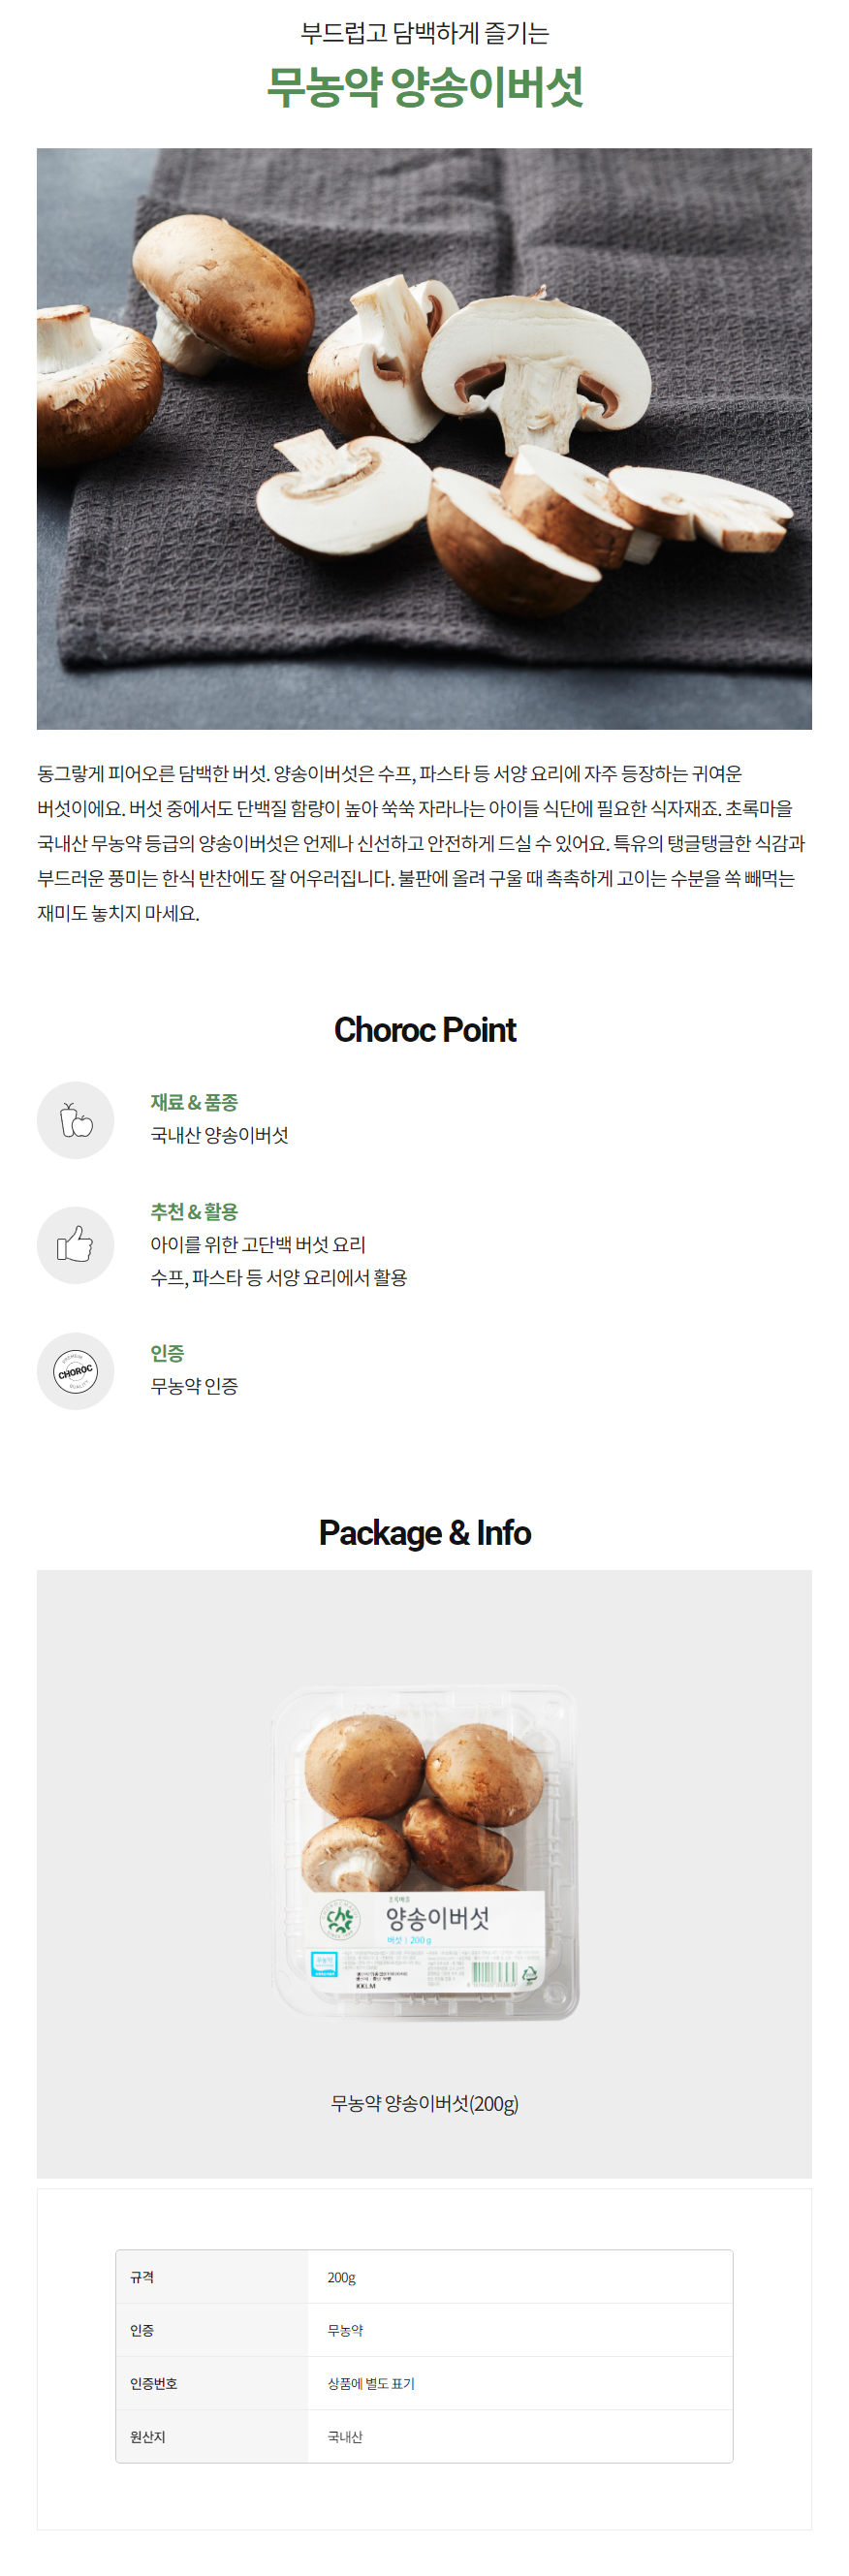 부드럽고 담백하게 즐기는
무농약 양송이버섯
동그랗게 피어오른 담백한 버섯. 양송이버섯은 수프, 파스타 등 서양 요리에 자주 등장하는 귀여운
버섯이에요. 버섯 중에서도 단백질 함량이 높아 쑥쑥 자라나는 아이들 식단에 필요한 식자재죠. 초록마을
국내산 무농약 등급의 양송이버섯은 언제나 신선하고 안전하게 드실 수 있어요. 특유의 탱글탱글한 식감과
부드러운 풍미는 한식 반찬에도 잘 어우러집니다. 불판에 올려 구울 때 촉촉하게 고이는 수분을 쏙 빼먹는
재미도 놓치지 마세요.
Choroc Point
재료 & 품종
국내산 양송이버섯
추천 & 활용
아이를 위한 고단백 버섯 요리
수프, 파스타 등 서양 요리에서 활용
PREMIUM
CHOROC
QUALITY
인증
무농약 인증
Package & Info
초록마을
양송이버섯
버섯 | 200g
무농약
무농약 양송이버섯(200g)
규격 200g
인증 무농약
인증번호 상품에 별도 표기
원산지 국내산